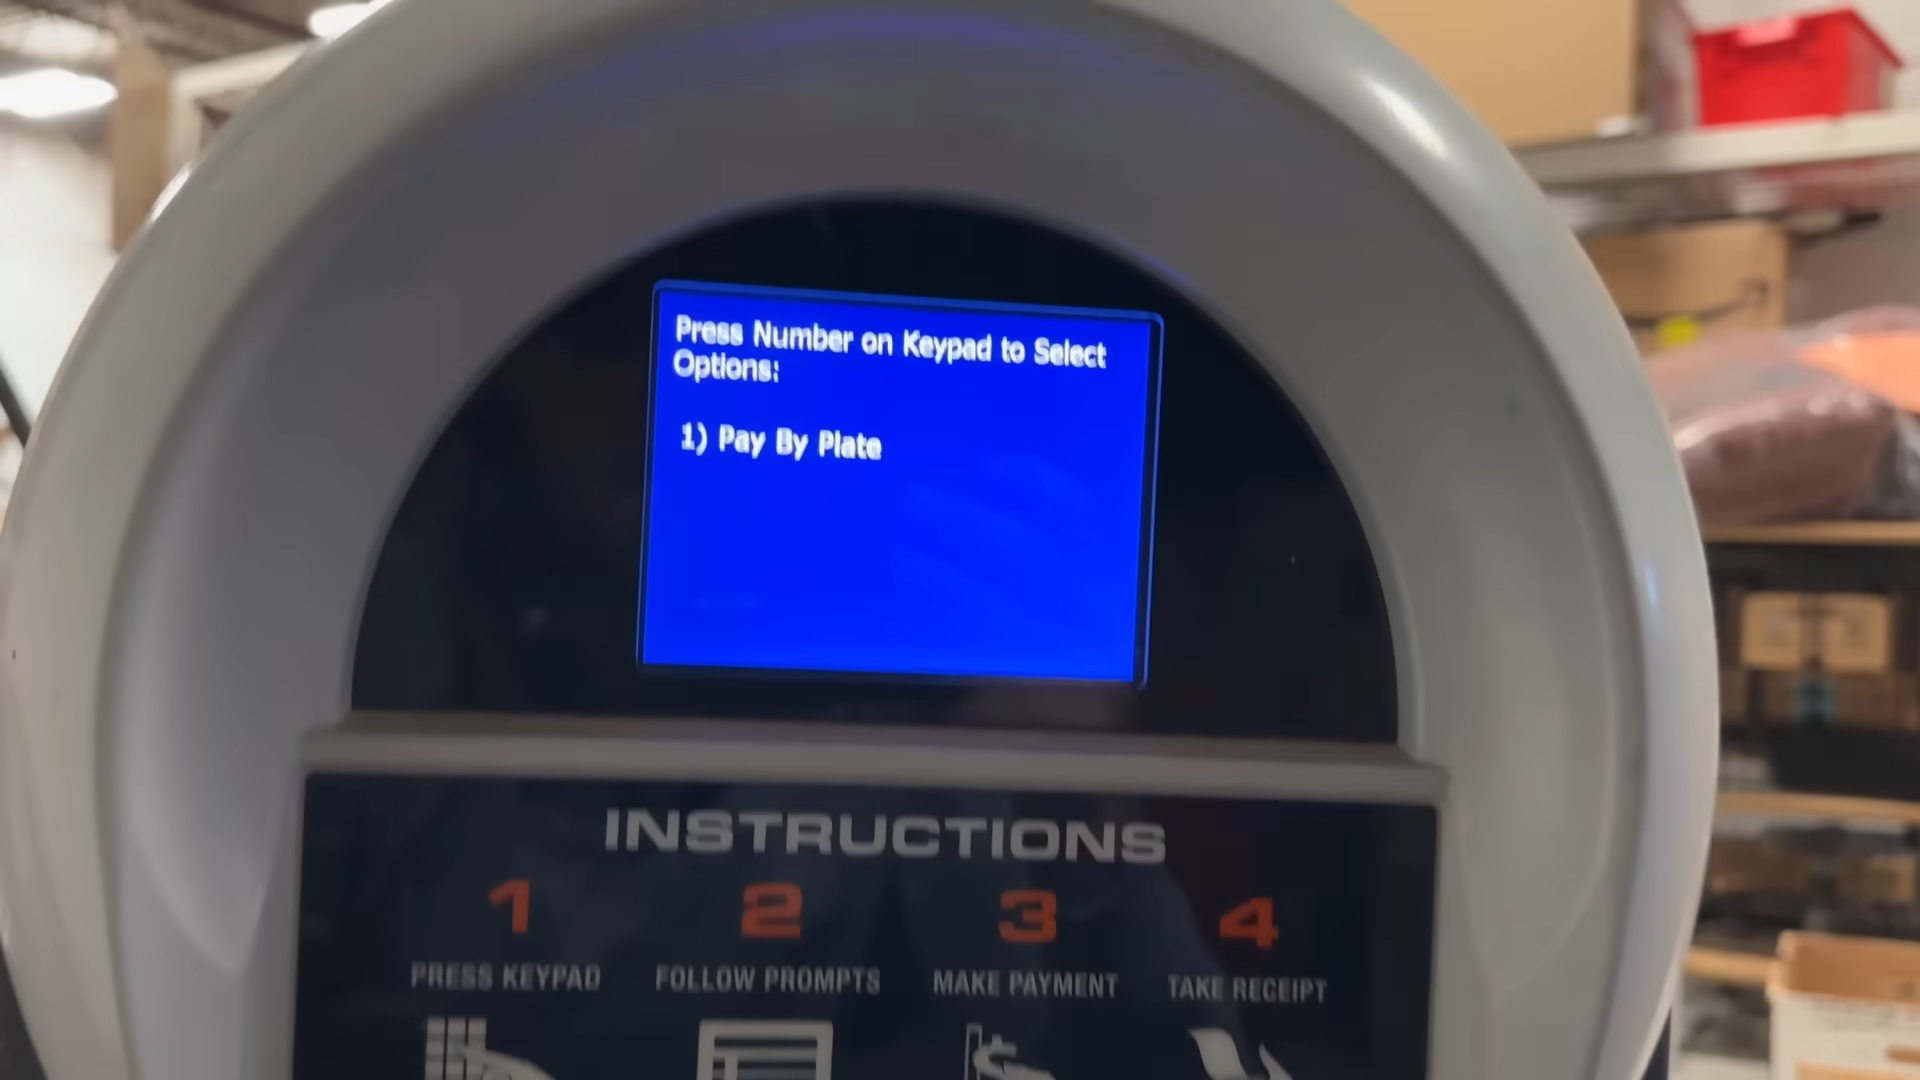 Press Number on Keypad to Select
Options:
1) Pay By Plate
INSTRUCTIONS
1 2 3 4
PRESS KEYPAD FOLLOW PROMPTS MAKE PAYMENT TAKE RECEIPT
$